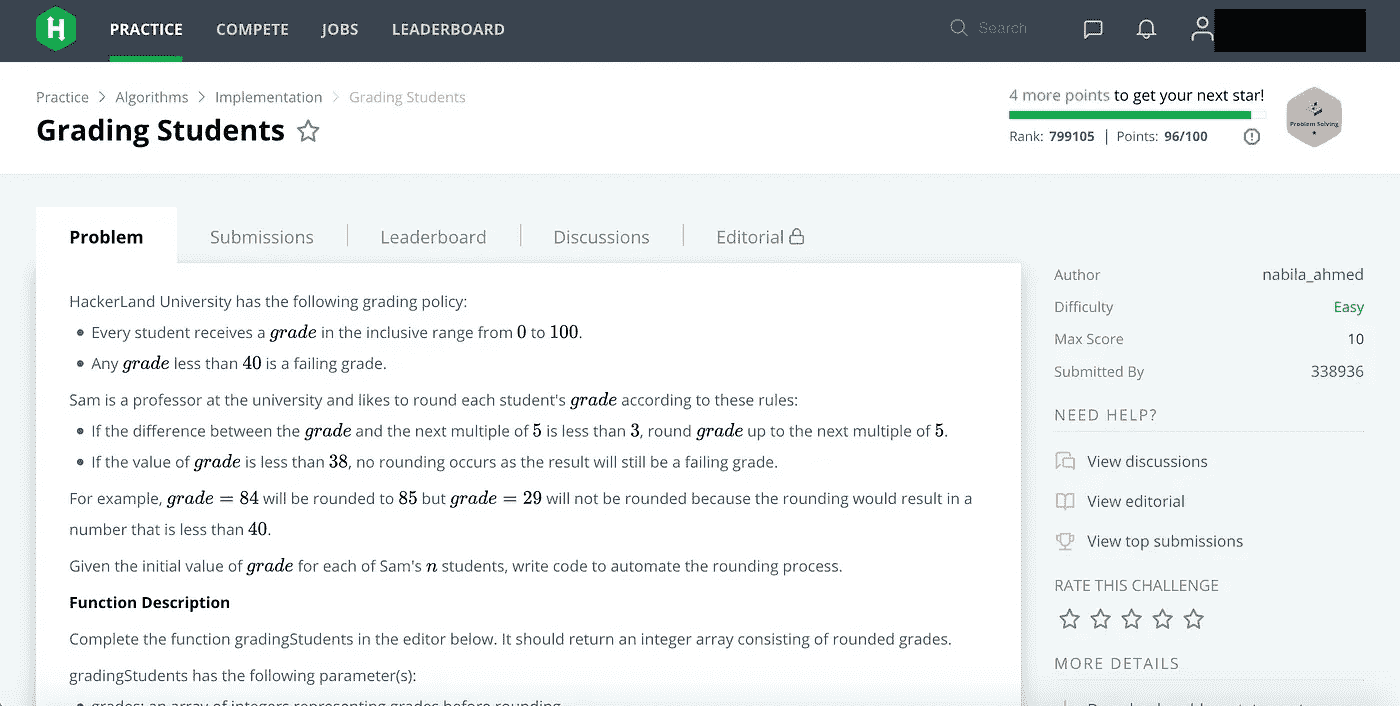 H PRACTICE COMPETE JOBS LEADERBOARD Search
Practice > Algorithms > Implementation > Grading Students
Grading Students
4 more points to get your next star!
Rank: 799105 | Points: 96/100
Problem Solving
Problem Submissions Leaderboard Discussions Editorial
HackerLand University has the following grading policy:
• Every student receives a grade in the inclusive range from 0 to 100.
• Any grade less than 40 is a failing grade.
Sam is a professor at the university and likes to round each student's grade according to these rules:
• If the difference between the grade and the next multiple of 5 is less than 3, round grade up to the next multiple of 5.
• If the value of grade is less than 38, no rounding occurs as the result will still be a failing grade.
For example, grade = 84 will be rounded to 85 but grade = 29 will not be rounded because the rounding would result in a
number that is less than 40.
Given the initial value of grade for each of Sam's n students, write code to automate the rounding process.
Function Description
Complete the function gradingStudents in the editor below. It should return an integer array consisting of rounded grades.
gradingStudents has the following parameter(s):
• grades: an array of integers representing grades before rounding
Author nabila_ahmed
Difficulty Easy
Max Score 10
Submitted By 338936
NEED HELP?
View discussions
View editorial
View top submissions
RATE THIS CHALLENGE
MORE DETAILS